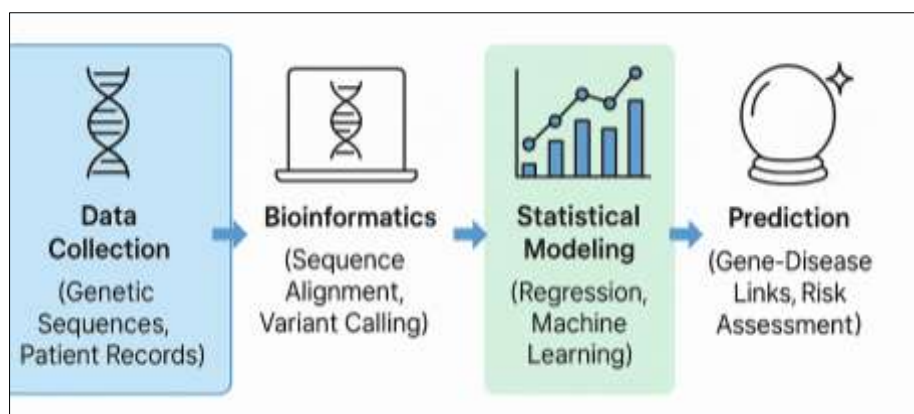 Data
Collection
(Genetic
Sequences,
Patient Records)
Bioinformatics
(Sequence
Alignment,
Variant Calling)
Statistical
Modeling
(Regression,
Machine
Learning)
Prediction
(Gene-Disease
Links, Risk
Assessment)